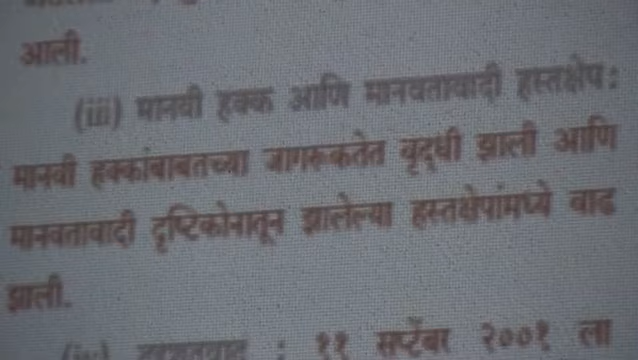 आली.
(iii) मानवी हक्क आणि मानवतावादी हस्तक्षेप :
मानवी हक्कांबाबतच्या जागरूकतेत वृद्धी झाली आणि
मानवतावादी दृष्टिकोनातून झालेल्या हस्तक्षेपांमध्ये वाढ
झाली.
(iv) : ११ सप्टेंबर २००१ ला